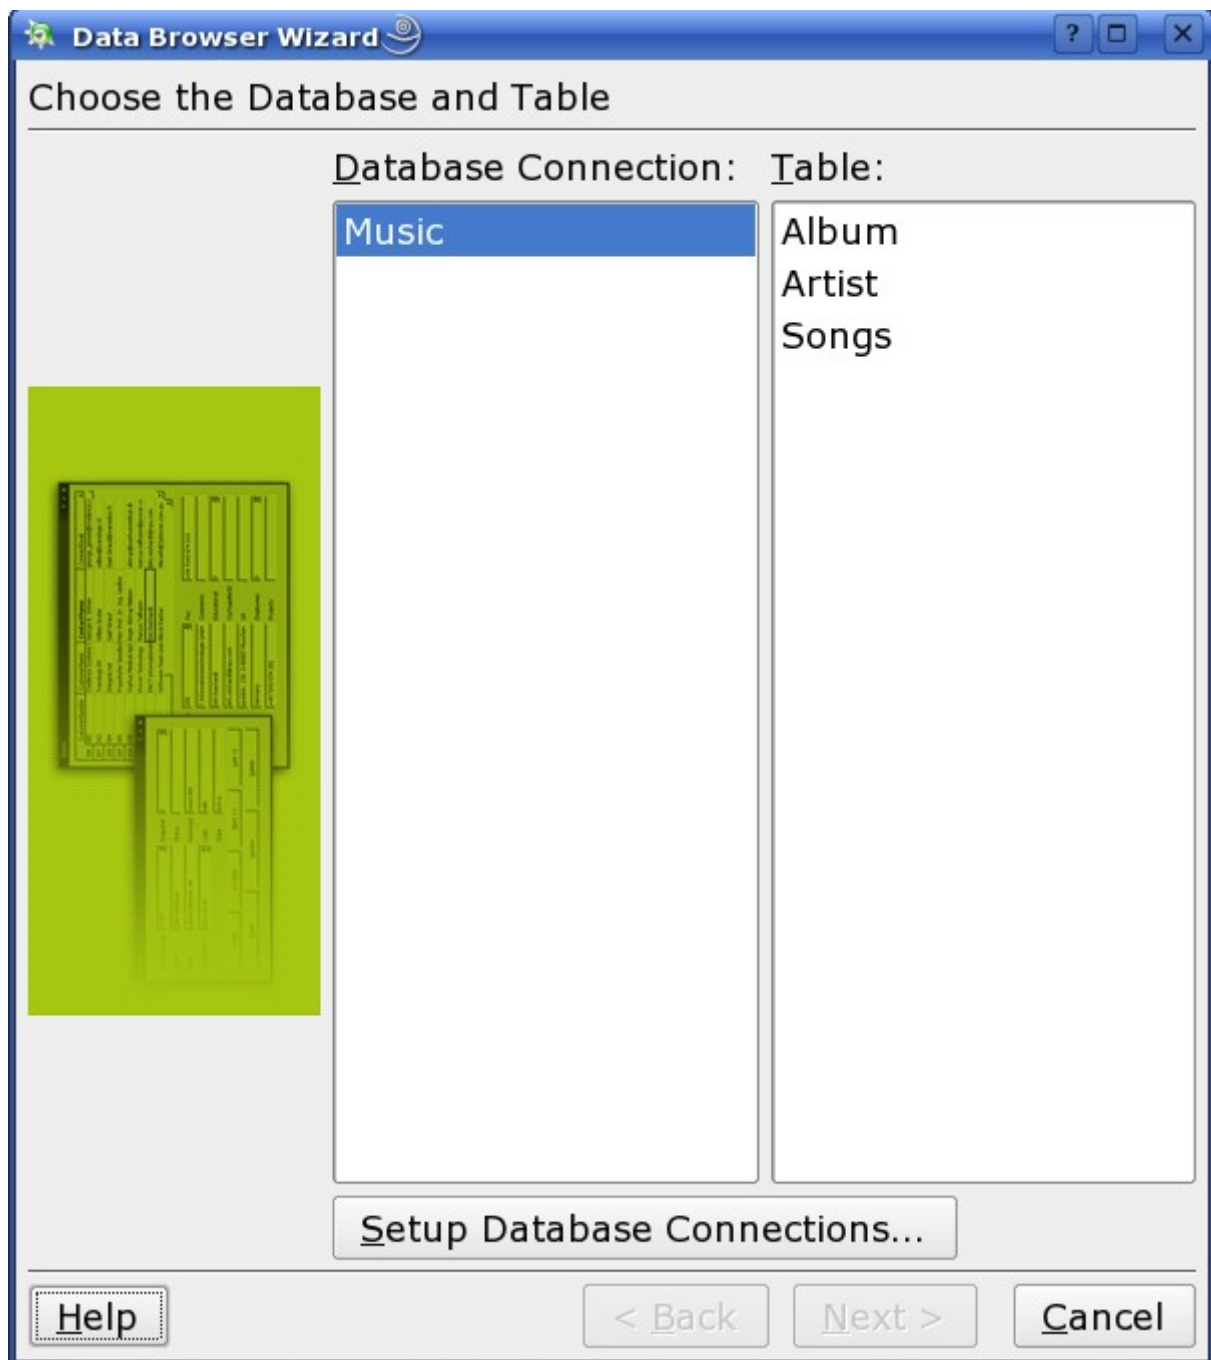 Data Browser Wizard
Choose the Database and Table
Database Connection: Table:
Music
Album
Artist
Songs
Setup Database Connections...
Help < Back Next > Cancel